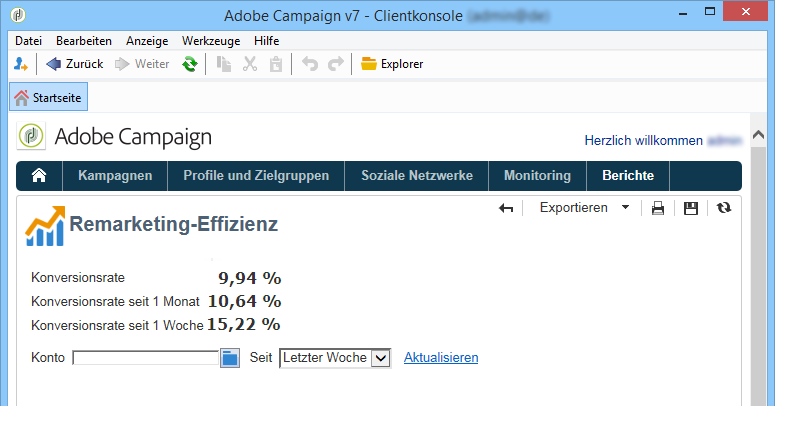 Adobe Campaign v7 - Clientkonsole
Datei Bearbeiten Anzeige Werkzeuge Hilfe
Zurück Weiter Explorer
Startseite
Adobe Campaign
Herzlich willkommen
Kampagnen Profile und Zielgruppen Soziale Netzwerke Monitoring Berichte
Remarketing-Effizienz
Exportieren
Konversionsrate 9,94 %
Konversionsrate seit 1 Monat 10,64 %
Konversionsrate seit 1 Woche 15,22 %
Konto Seit Letzter Woche Aktualisieren